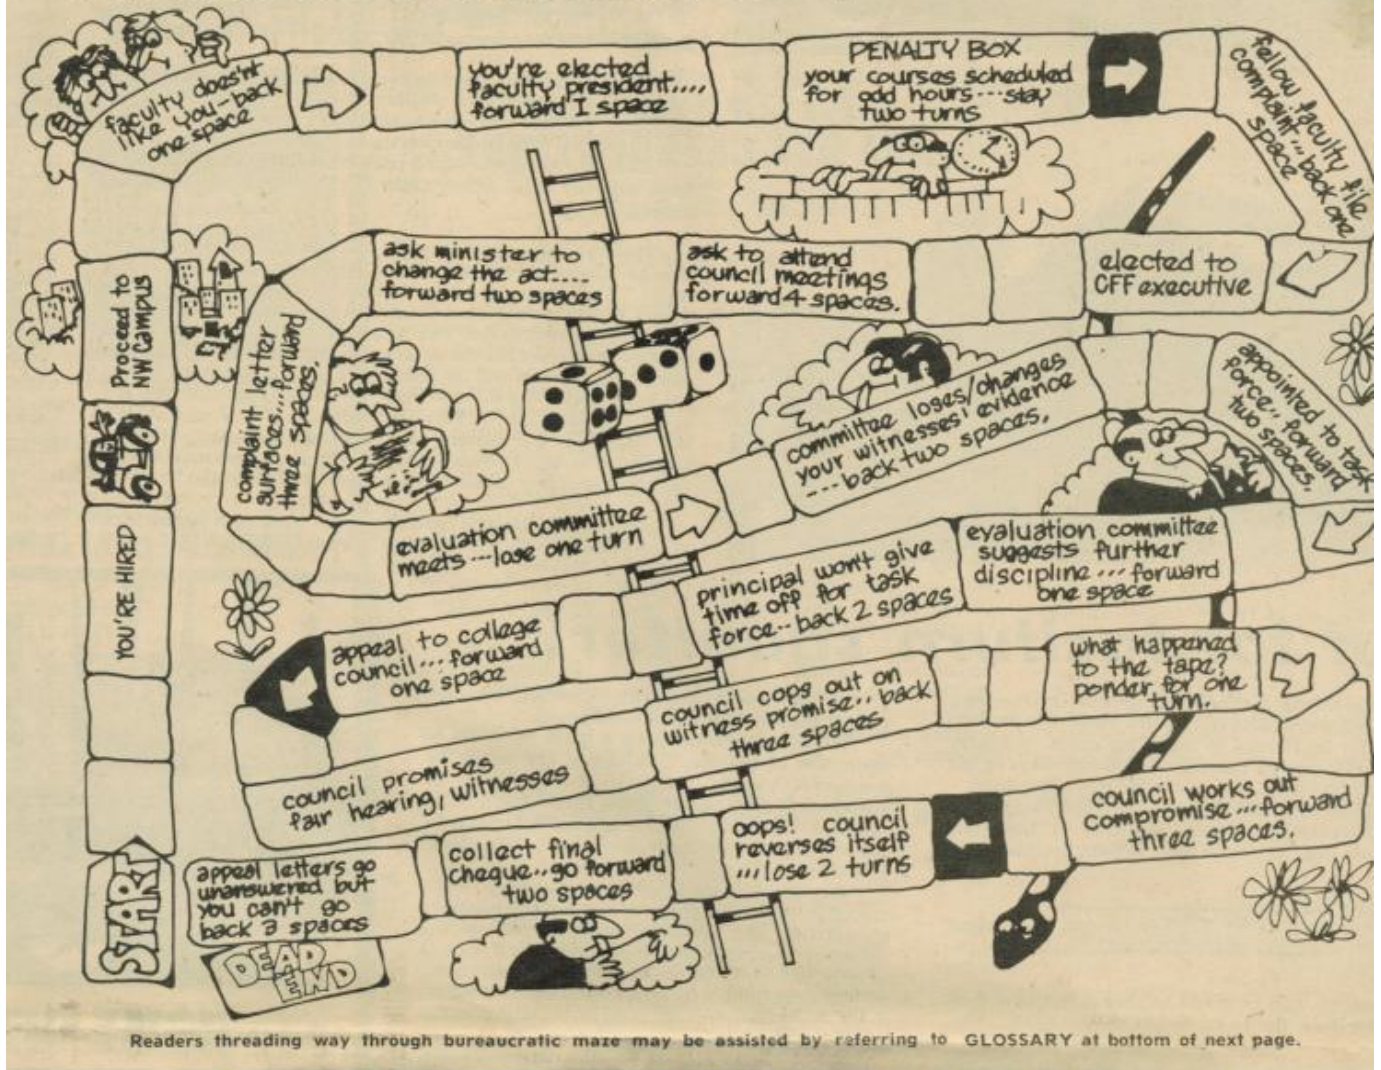 START
YOU'RE HIRED
Proceed to
NW Campus
faculty does'nt
like you-back
one space
you're elected
faculty president....
forward 1 space
PENALTY BOX
your courses scheduled
for odd hours...stay
two turns
fellow faculty file
complaint...back one
space
elected to
CFF executive
ask to attend
council meetings
forward 4 spaces.
ask minister to
change the act....
forward two spaces
complaint letter
surfaces...forward
three spaces.
evaluation committee
meets...lose one turn
committee loses/changes
your witnesses' evidence
...back two spaces.
appointed to task
force..forward
two spaces.
evaluation committee
suggests further
discipline...forward
one space
principal won't give
time off for task
force..back 2 spaces
appeal to college
council...forward
one space
council promises
fair hearing, witnesses
council cops out on
witness promise..back
three spaces
what happened
to the tape?
ponder for one
turn.
council works out
compromise...forward
three spaces.
oops! council
reverses itself
...lose 2 turns
collect final
cheque..go forward
two spaces
appeal letters go
unanswered but
you can't go
back 3 spaces
DEAD
END
Readers threading way through bureaucratic maze may be assisted by referring to GLOSSARY at bottom of next page.